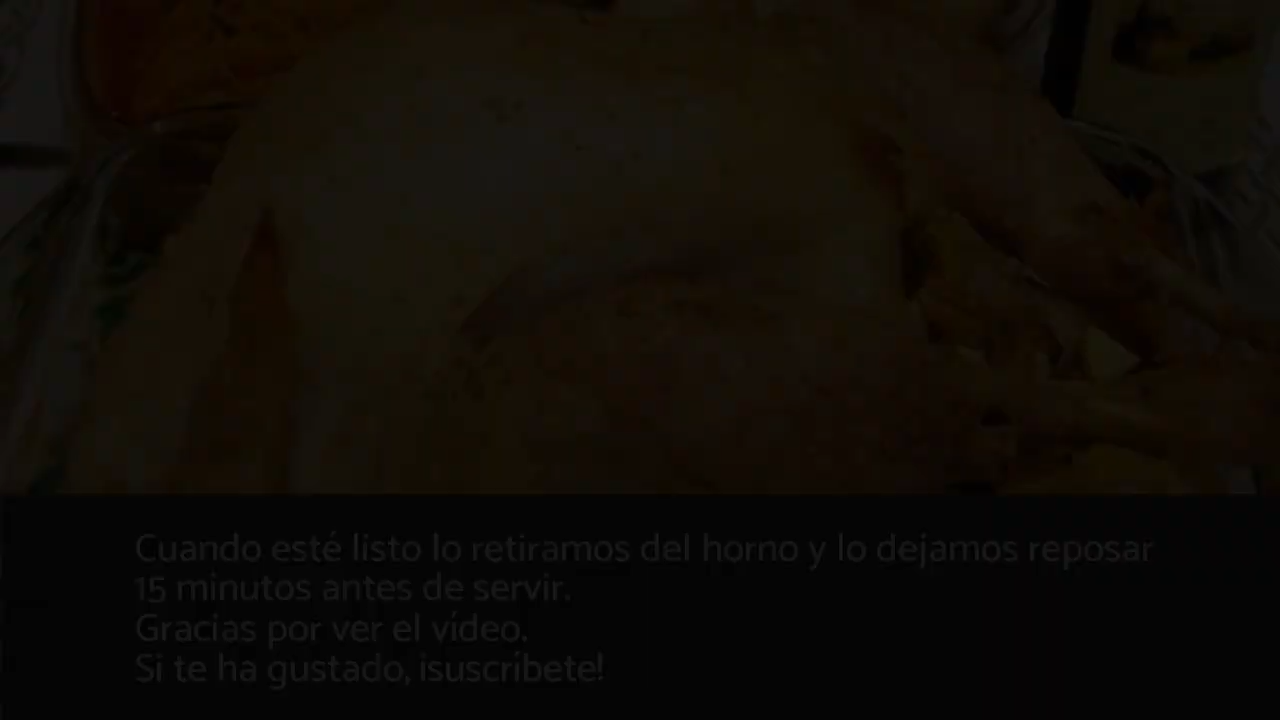 Cuando esté listo lo retiramos del horno y lo dejamos reposar
15 minutos antes de servir.
Gracias por ver el vídeo.
Si te ha gustado, ¡suscríbete!